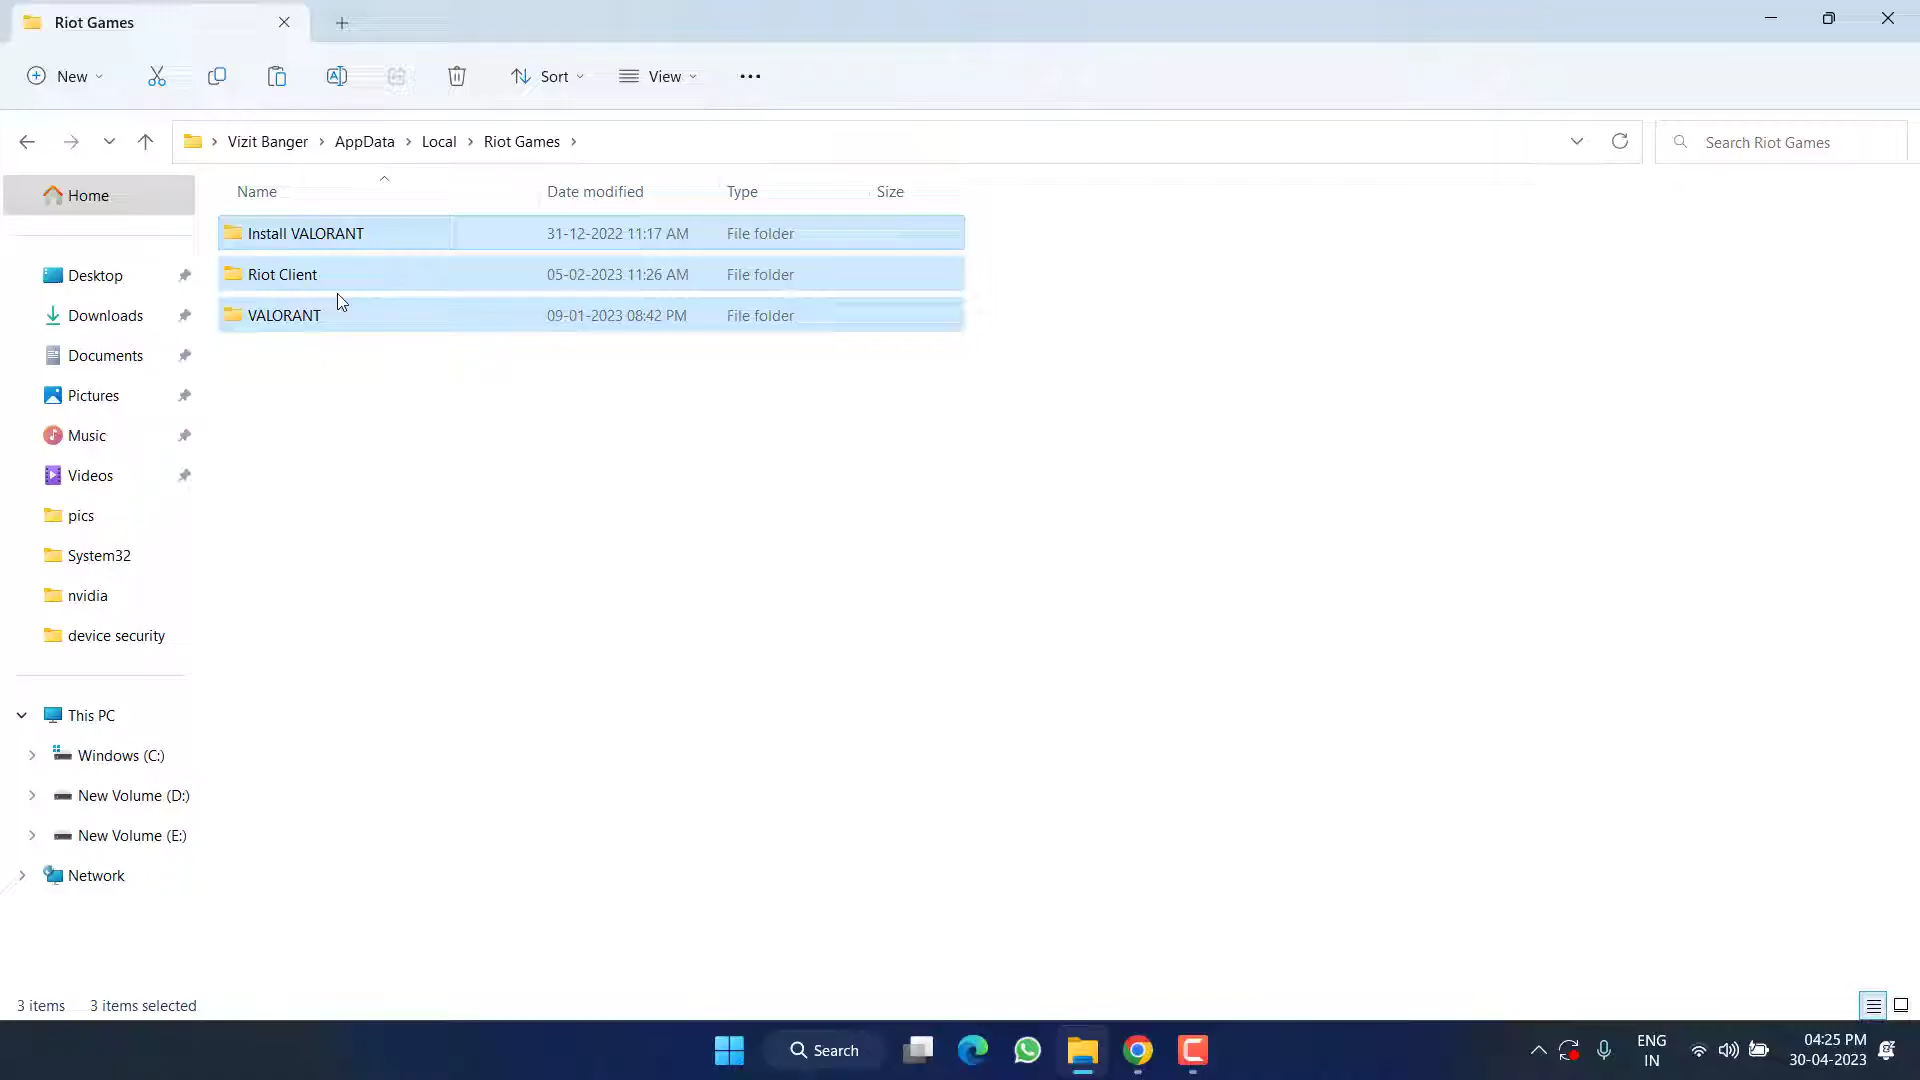 Riot Games
New
Sort
View
Vizit Banger
AppData
Local
Riot Games
Search Riot Games
Name
Date modified
Type
Size
Install VALORANT 31-12-2022 11:17 AM File folder
Riot Client 05-02-2023 11:26 AM File folder
VALORANT 09-01-2023 08:42 PM File folder
Home
Desktop
Downloads
Documents
Pictures
Music
Videos
pics
System32
nvidia
device security
This PC
Windows (C:)
New Volume (D:)
New Volume (E:)
Network
3 items 3 items selected
Search
ENG
IN
04:25 PM
30-04-2023